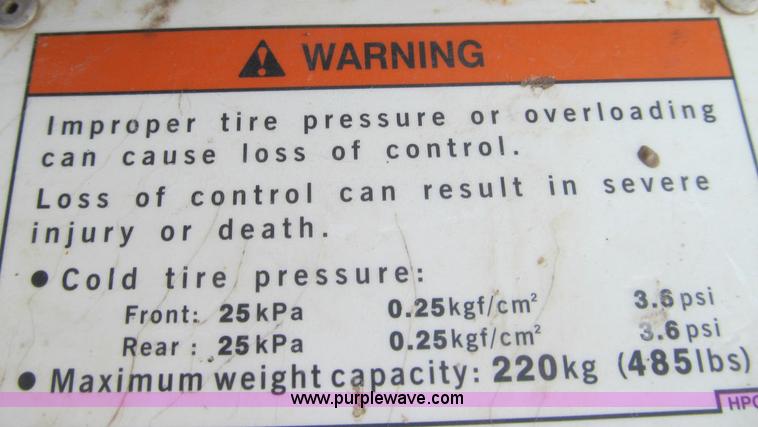 WARNING
Improper tire pressure or overloading
can cause loss of control.
Loss of control can result in severe
injury or death.
● Cold tire pressure:
Front: 25kPa 0.25kgf/cm² 3.6psi
Rear : 25kPa 0.25kgf/cm² 3.6psi
● Maximum weight capacity: 220kg (485lbs)
www.purplewave.com